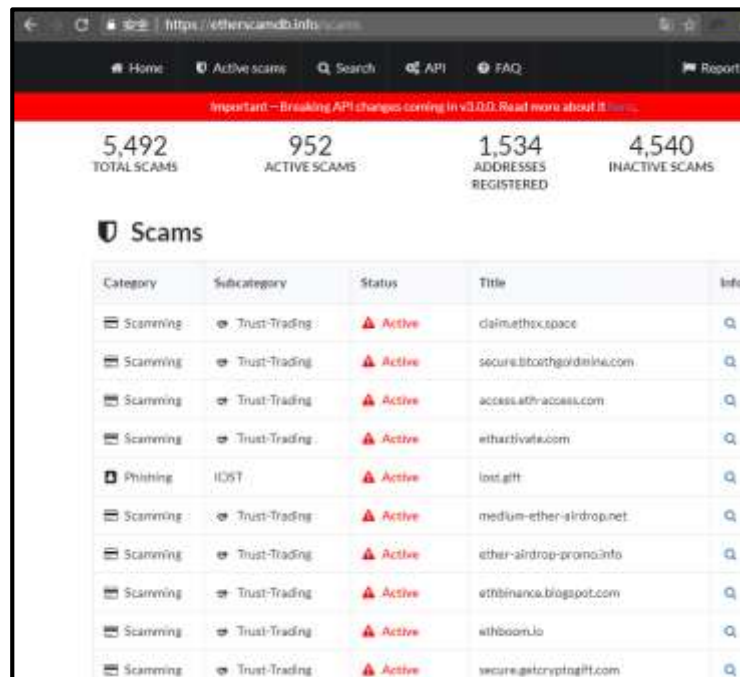 安全 | https://etherscamdb.info/scams
Home Active scams Search API FAQ Report
Important — Breaking API changes coming in v3.0.0. Read more about it here.
5,492 952 1,534 4,540
TOTAL SCAMS ACTIVE SCAMS ADDRESSES REGISTERED INACTIVE SCAMS
Scams
Category Subcategory Status Title Info
Scamming Trust-Trading Active claim.ethsx.space
Scamming Trust-Trading Active secure.btcethgoldmine.com
Scamming Trust-Trading Active access.eth-access.com
Scamming Trust-Trading Active ethactivate.com
Phishing IOST Active iost.gift
Scamming Trust-Trading Active medium-ether-airdrop.net
Scamming Trust-Trading Active ether-airdrop-promo.info
Scamming Trust-Trading Active ethbinance.blogspot.com
Scamming Trust-Trading Active ethboom.io
Scamming Trust-Trading Active secure.getcryptogift.com